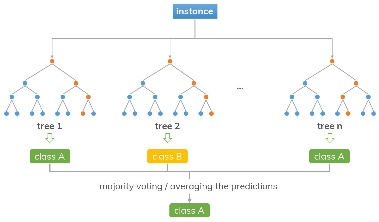 instance
...
tree 1 tree 2 tree n
class A class B class A
majority voting / averaging the predictions
class A